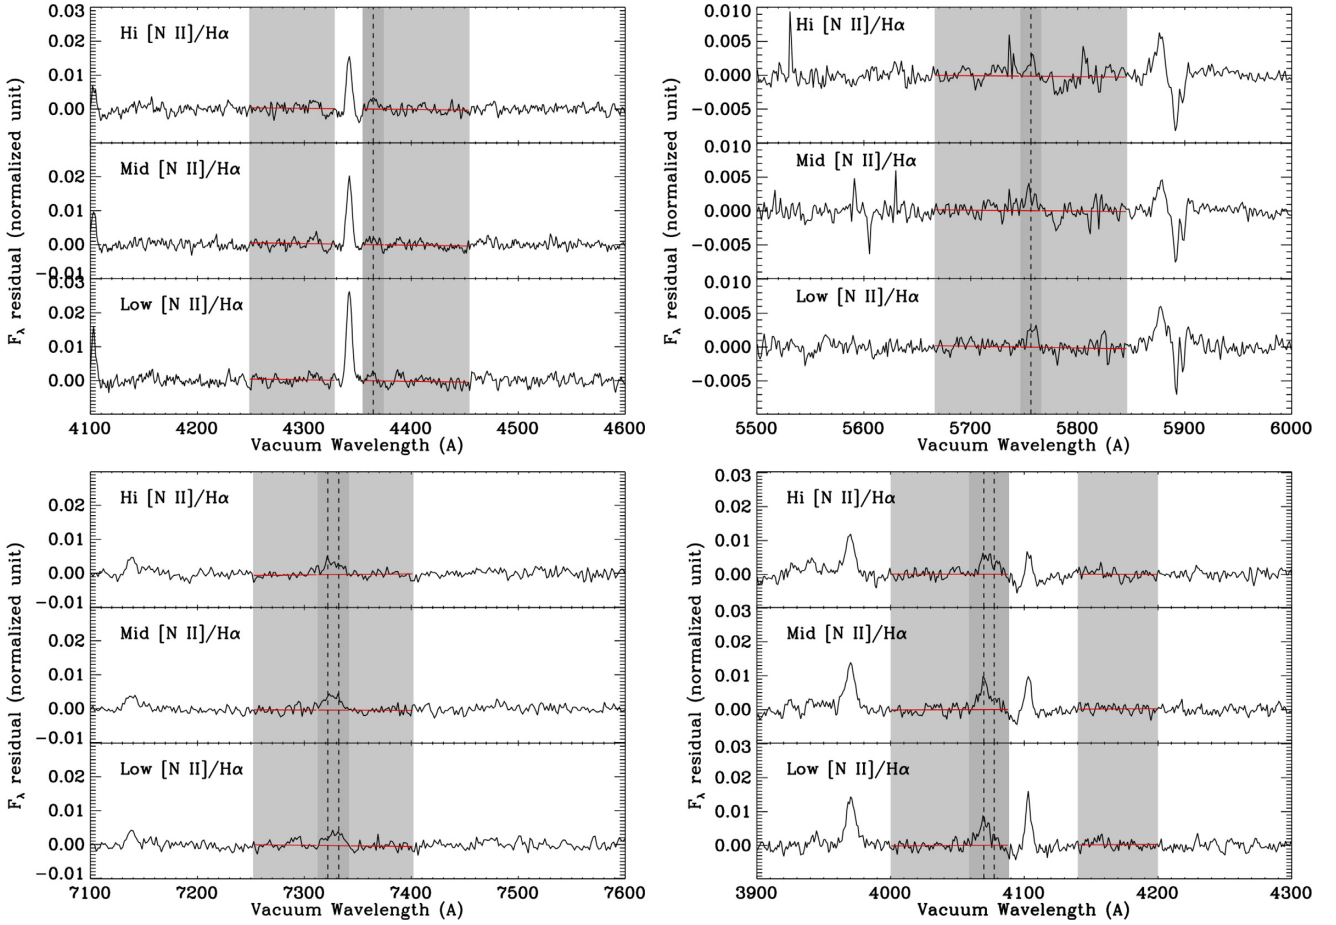 0.03
0.02
0.01
0.00
Hi [N II]/Hα
0.02
0.01
0.00
−0.01
Mid [N II]/Hα
0.03
0.02
0.01
0.00
Low [N II]/Hα
4100 4200 4300 4400 4500 4600
Vacuum Wavelength (A)
Fλ residual (normalized unit)
0.010
0.005
0.000
−0.005
Hi [N II]/Hα
0.010
0.005
0.000
−0.005
Mid [N II]/Hα
0.010
0.005
0.000
−0.005
Low [N II]/Hα
5500 5600 5700 5800 5900 6000
Vacuum Wavelength (A)
Fλ residual (normalized unit)
0.02
0.01
0.00
−0.01
Hi [N II]/Hα
0.02
0.01
0.00
−0.01
Mid [N II]/Hα
0.02
0.01
0.00
−0.01
Low [N II]/Hα
7100 7200 7300 7400 7500 7600
Vacuum Wavelength (A)
Fλ residual (normalized unit)
0.03
0.02
0.01
0.00
Hi [N II]/Hα
0.03
0.02
0.01
0.00
Mid [N II]/Hα
0.03
0.02
0.01
0.00
Low [N II]/Hα
3900 4000 4100 4200 4300
Vacuum Wavelength (A)
Fλ residual (normalized unit)